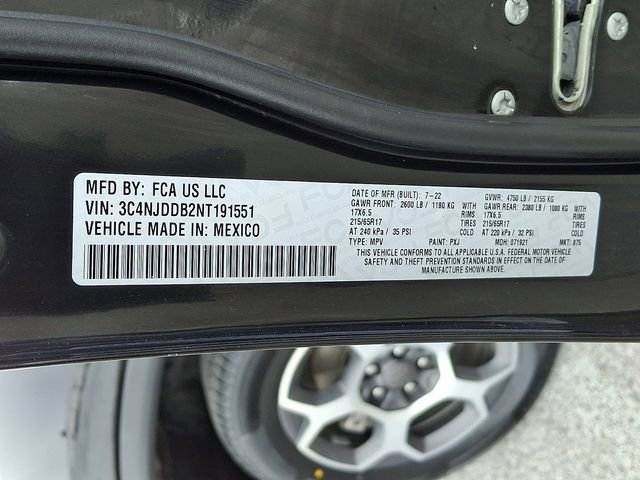 MFD BY: FCA US LLC
VIN: 3C4NJDDB2NT191551
VEHICLE MADE IN: MEXICO
DATE OF MFR (BUILT): 7-22 GVWR: 4750 LB / 2155 KG
GAWR FRONT: 2600 LB / 1180 KG WITH GAWR REAR: 2380 LB / 1080 KG WITH
17X6.5 RIMS 17X6.5 RIMS
215/65R17 TIRES 215/65R17 TIRES
AT 240 kPa / 35 PSI COLD AT 220 kPa / 32 PSI COLD
TYPE: MPV PAINT: PXJ MDH: 071921 MKT: 875
THIS VEHICLE CONFORMS TO ALL APPLICABLE U.S.A. FEDERAL MOTOR VEHICLE
SAFETY AND THEFT PREVENTION STANDARDS IN EFFECT ON THE DATE OF
MANUFACTURE SHOWN ABOVE.